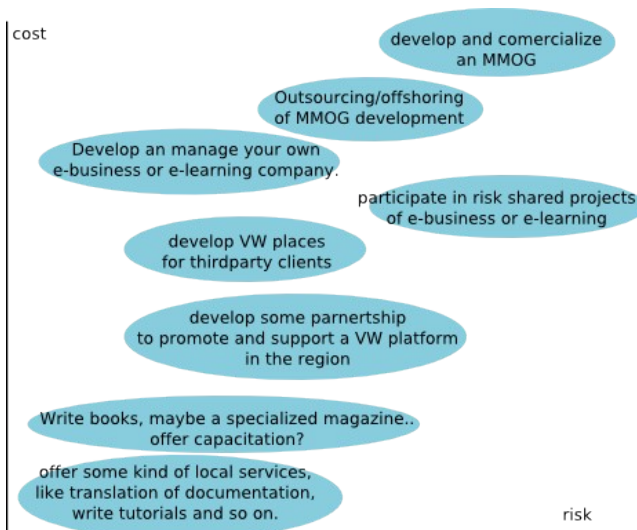 cost
develop and comercialize
an MMOG
Outsourcing/offshoring
of MMOG development
Develop an manage your own
e-business or e-learning company.
participate in risk shared projects
of e-business or e-learning
develop VW places
for thirdparty clients
develop some parnertship
to promote and support a VW platform
in the region
Write books, maybe a specialized magazine..
offer capacitation?
offer some kind of local services,
like translation of documentation,
write tutorials and so on.
risk